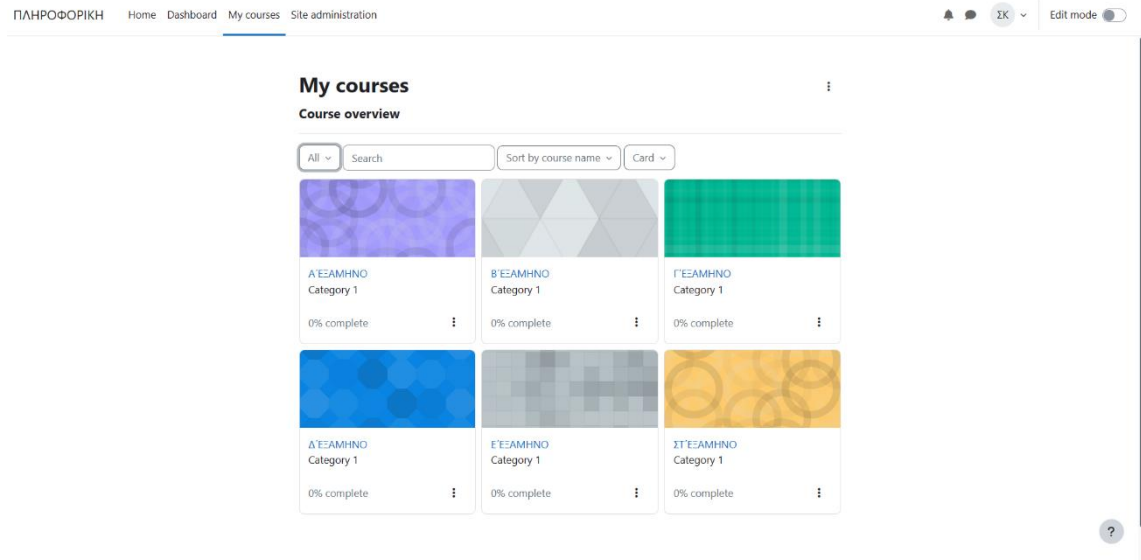 ΠΛΗΡΟΦΟΡΙΚΗ Home Dashboard My courses Site administration ΣΚ Edit mode
My courses
Course overview
All Search Sort by course name Card
Α΄ΕΞΑΜΗΝΟ Β΄ΕΞΑΜΗΝΟ Γ΄ΕΞΑΜΗΝΟ
Category 1 Category 1 Category 1
0% complete 0% complete 0% complete
Δ΄ΕΞΑΜΗΝΟ Ε΄ΕΞΑΜΗΝΟ ΣΤ΄ΕΞΑΜΗΝΟ
Category 1 Category 1 Category 1
0% complete 0% complete 0% complete
?